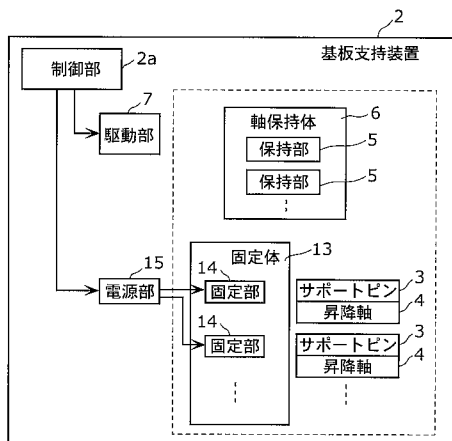 2
基板支持装置
制御部
2a
7
駆動部
軸保持体
6
保持部
5
保持部
5
固定体
13
15
電源部
14
固定部
14
固定部
サポートピン
3
昇降軸
4
サポートピン
3
昇降軸
4